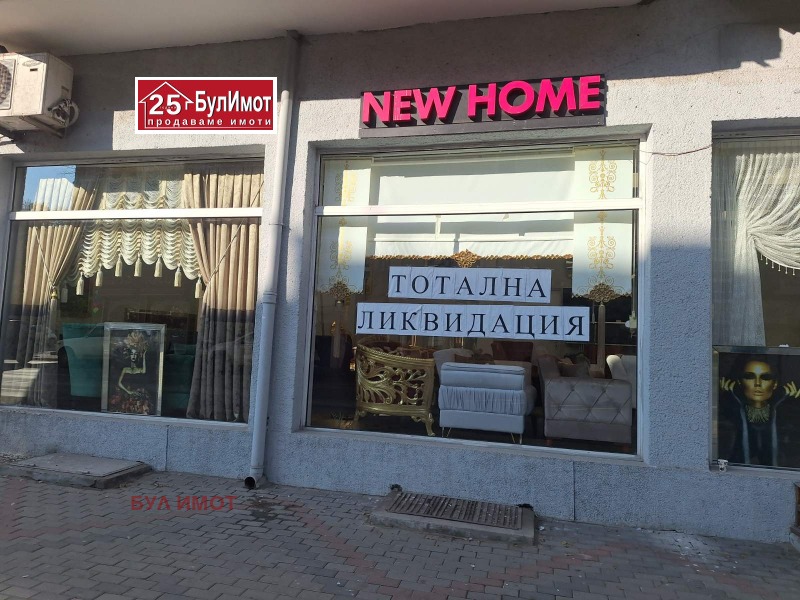 25 БулИмот
продаваме имоти
NEW HOME
ТОТАЛНА
ЛИКВИДАЦИЯ
БУЛ ИМОТ